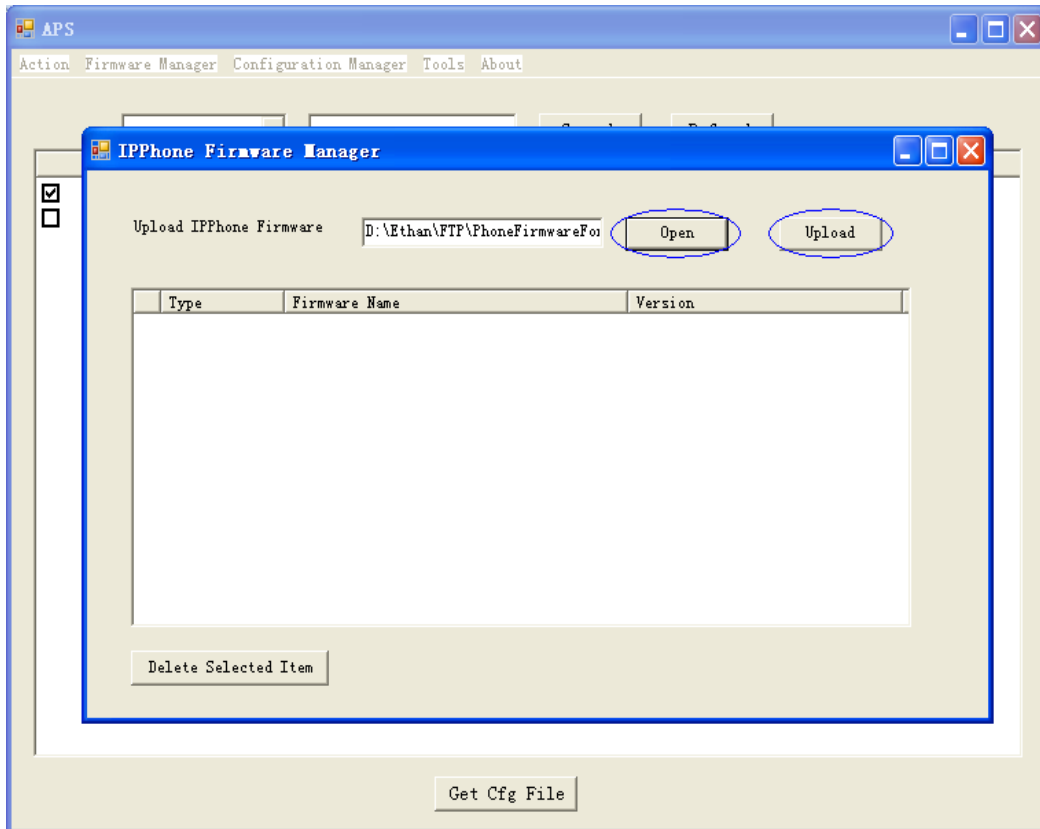 APS
Action Firmware Manager Configuration Manager Tools About
IPPhone Firmware Manager
Upload IPPhone Firmware D:\Ethan\FTP\PhoneFirmwareFor Open Upload
Type Firmware Name Version
Delete Selected Item
Get Cfg File